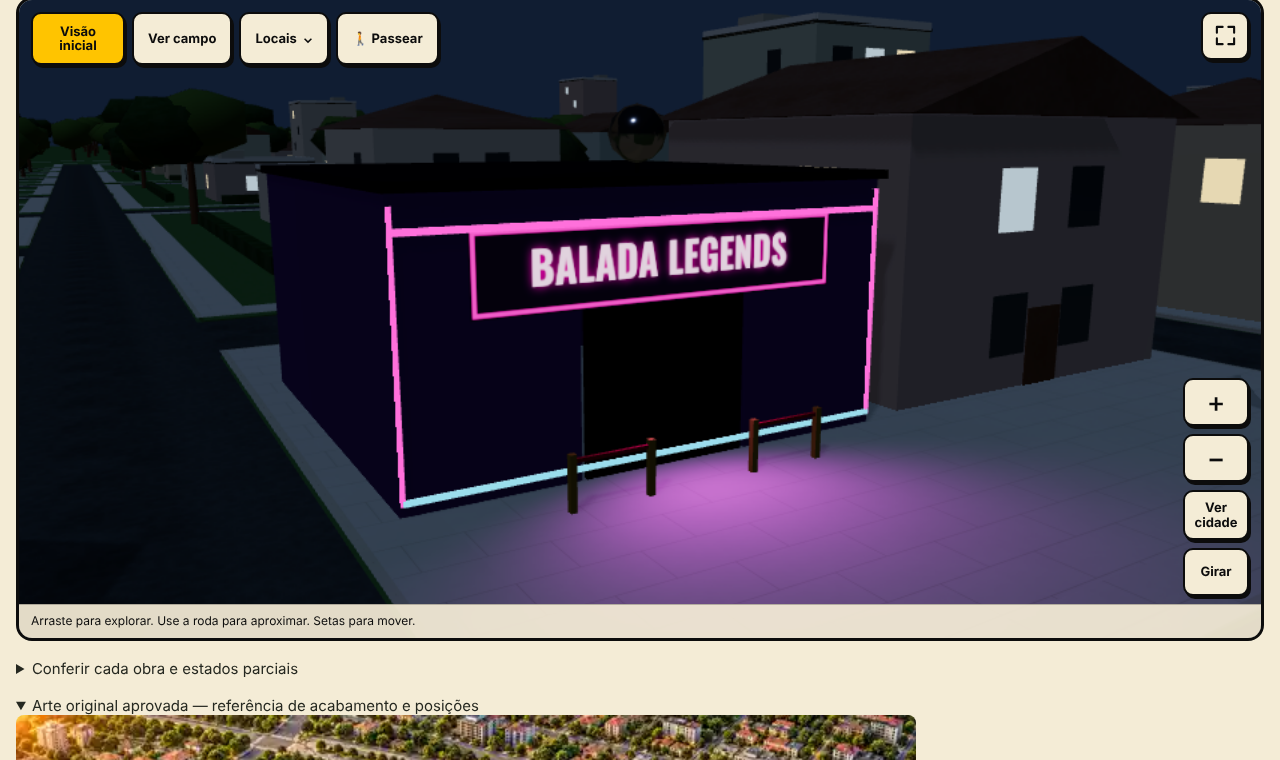 Visão
inicial
Ver campo
Locais
Passear
BALADA LEGENDS
+
−
Ver
cidade
Girar
Arraste para explorar. Use a roda para aproximar. Setas para mover.
Conferir cada obra e estados parciais
Arte original aprovada — referência de acabamento e posições